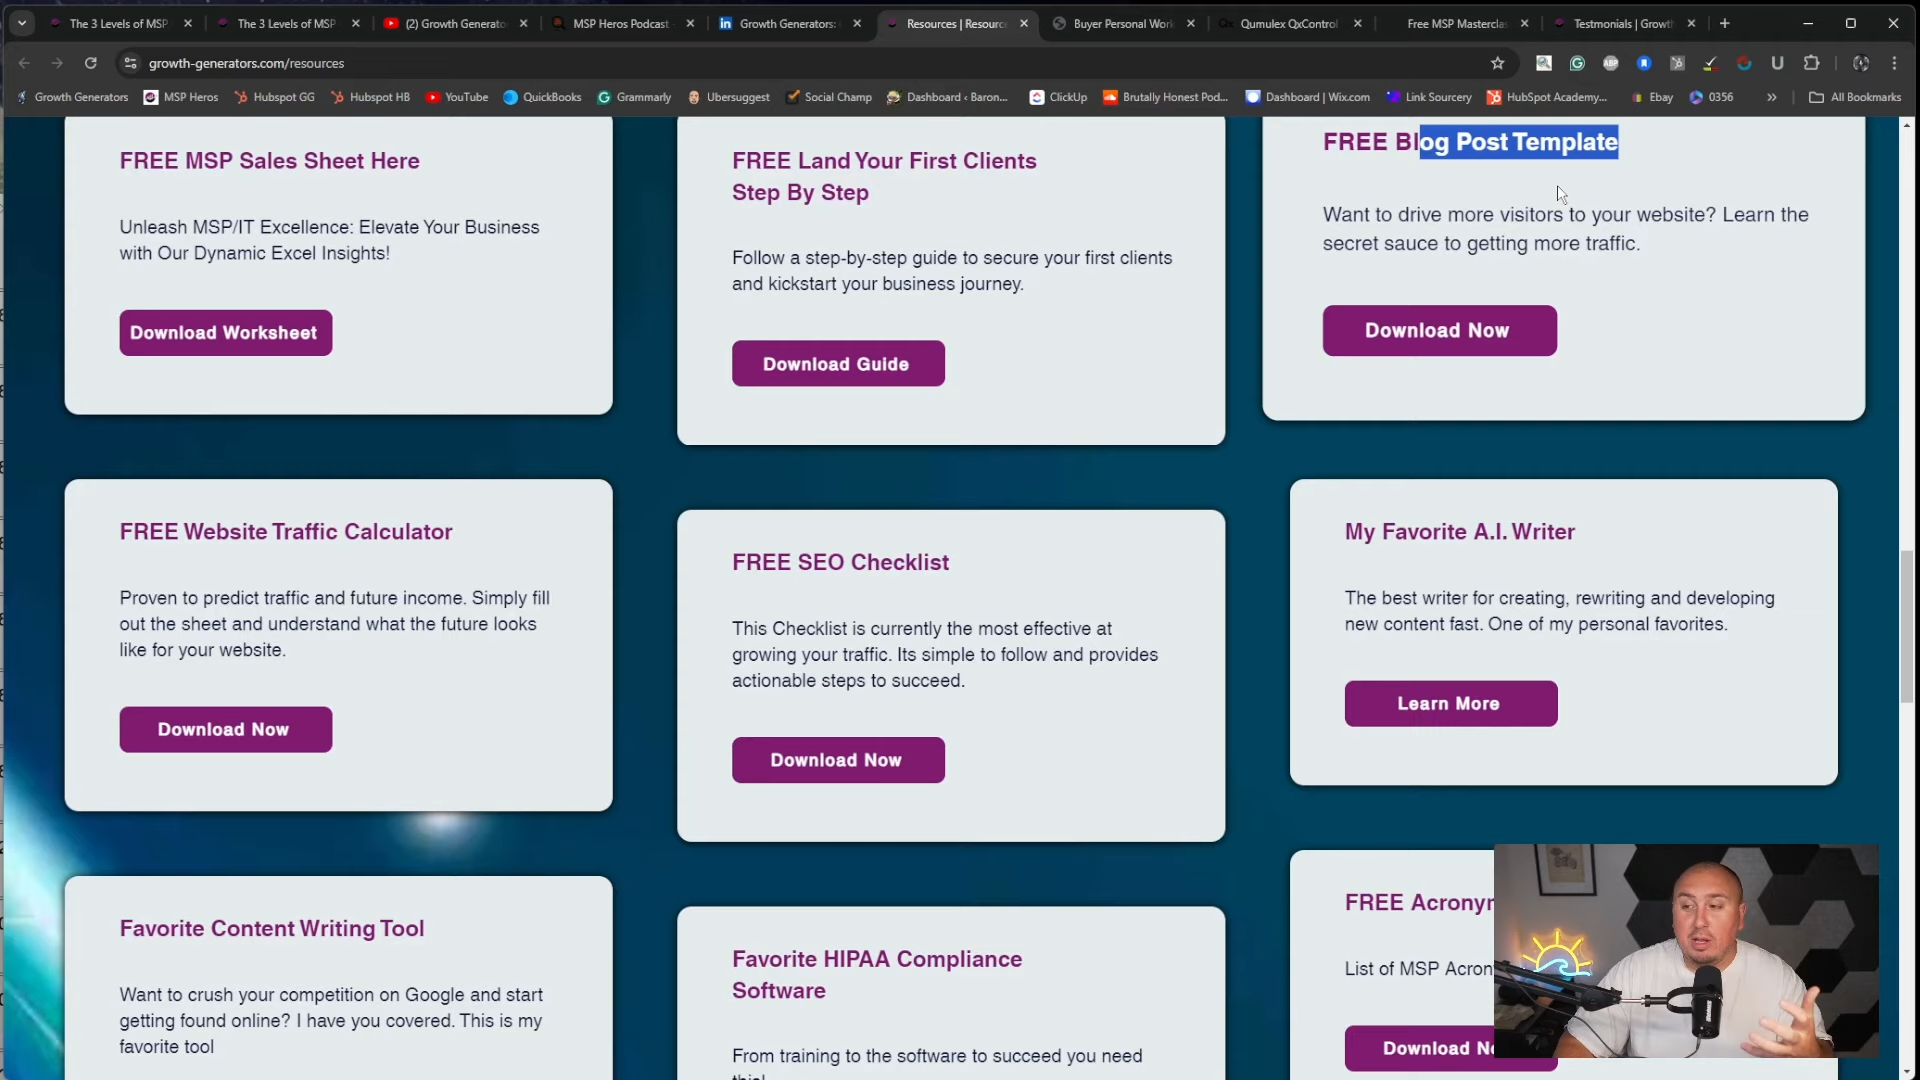 The 3 Levels of MSP
The 3 Levels of MSP
(2) Growth Generato
MSP Heros Podcast
Growth Generators:
Resources | Resourc
Buyer Personal Wor
Qumulex QxControl
Free MSP Mastercla
Testimonials | Growt
growth-generators.com/resources
Growth Generators
MSP Heros
Hubspot GG
Hubspot HB
YouTube
QuickBooks
Grammarly
Ubersuggest
Social Champ
Dashboard ‹ Baron...
ClickUp
Brutally Honest Pod...
Dashboard | Wix.com
Link Sourcery
HubSpot Academy...
Ebay
0356
All Bookmarks
FREE MSP Sales Sheet Here
Unleash MSP/IT Excellence: Elevate Your Business
with Our Dynamic Excel Insights!
Download Worksheet
FREE Land Your First Clients
Step By Step
Follow a step-by-step guide to secure your first clients
and kickstart your business journey.
Download Guide
FREE Blog Post Template
Want to drive more visitors to your website? Learn the
secret sauce to getting more traffic.
Download Now
FREE Website Traffic Calculator
Proven to predict traffic and future income. Simply fill
out the sheet and understand what the future looks
like for your website.
Download Now
FREE SEO Checklist
This Checklist is currently the most effective at
growing your traffic. Its simple to follow and provides
actionable steps to succeed.
Download Now
My Favorite A.I. Writer
The best writer for creating, rewriting and developing
new content fast. One of my personal favorites.
Learn More
Favorite Content Writing Tool
Want to crush your competition on Google and start
getting found online? I have you covered. This is my
favorite tool
Favorite HIPAA Compliance
Software
From training to the software to succeed you need
this!
FREE Acronyr
List of MSP Acron
Download No